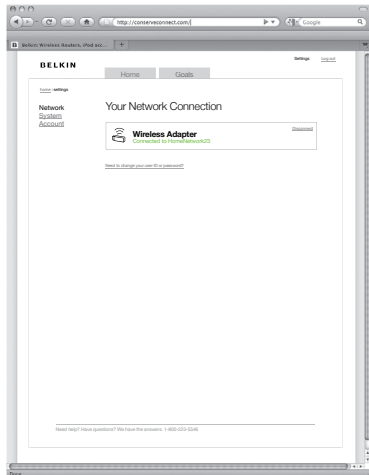 http://conserveconnect.com/
Google
Belkin: Wireless Routers, iPod acc...
BELKIN
Settings
Log out
Home
Goals
home > settings
Network
System
Account
Your Network Connection
Disconnect
Wireless Adapter
Connected to HomeNetwork23
Need to change your user ID or password?
Need help? Have questions? We have the answers. 1-800-223-5546
Done